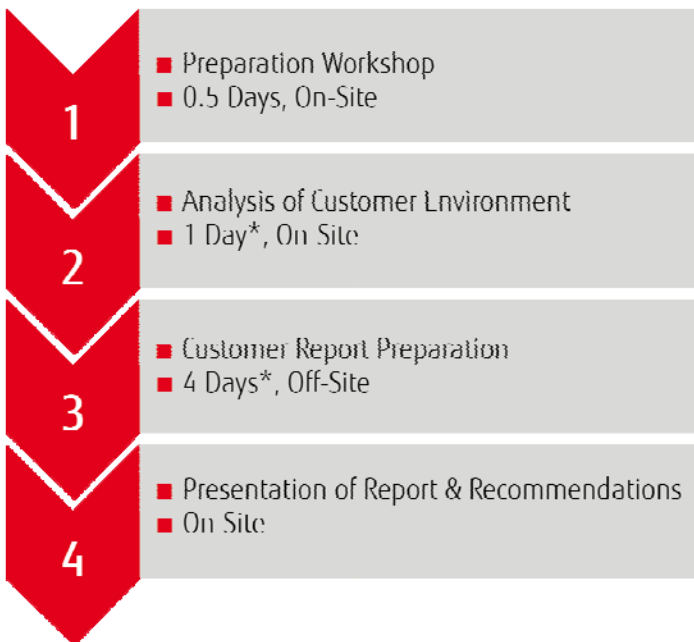 1
Preparation Workshop
0.5 Days, On-Site
2
Analysis of Customer Environment
1 Day*, On Site
3
Customer Report Preparation
4 Days*, Off-Site
4
Presentation of Report & Recommendations
On Site